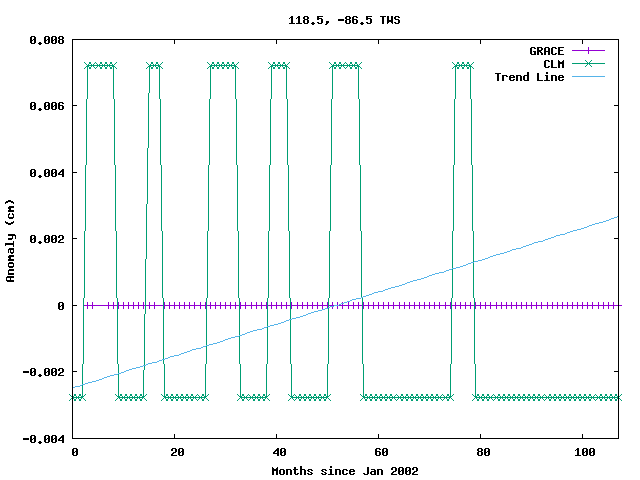 118.5, -86.5 TWS
0.008
0.006
0.004
0.002
0
-0.002
-0.004
Anomaly (cm)
GRACE
CLM
Trend Line
0 20 40 60 80 100
Months since Jan 2002